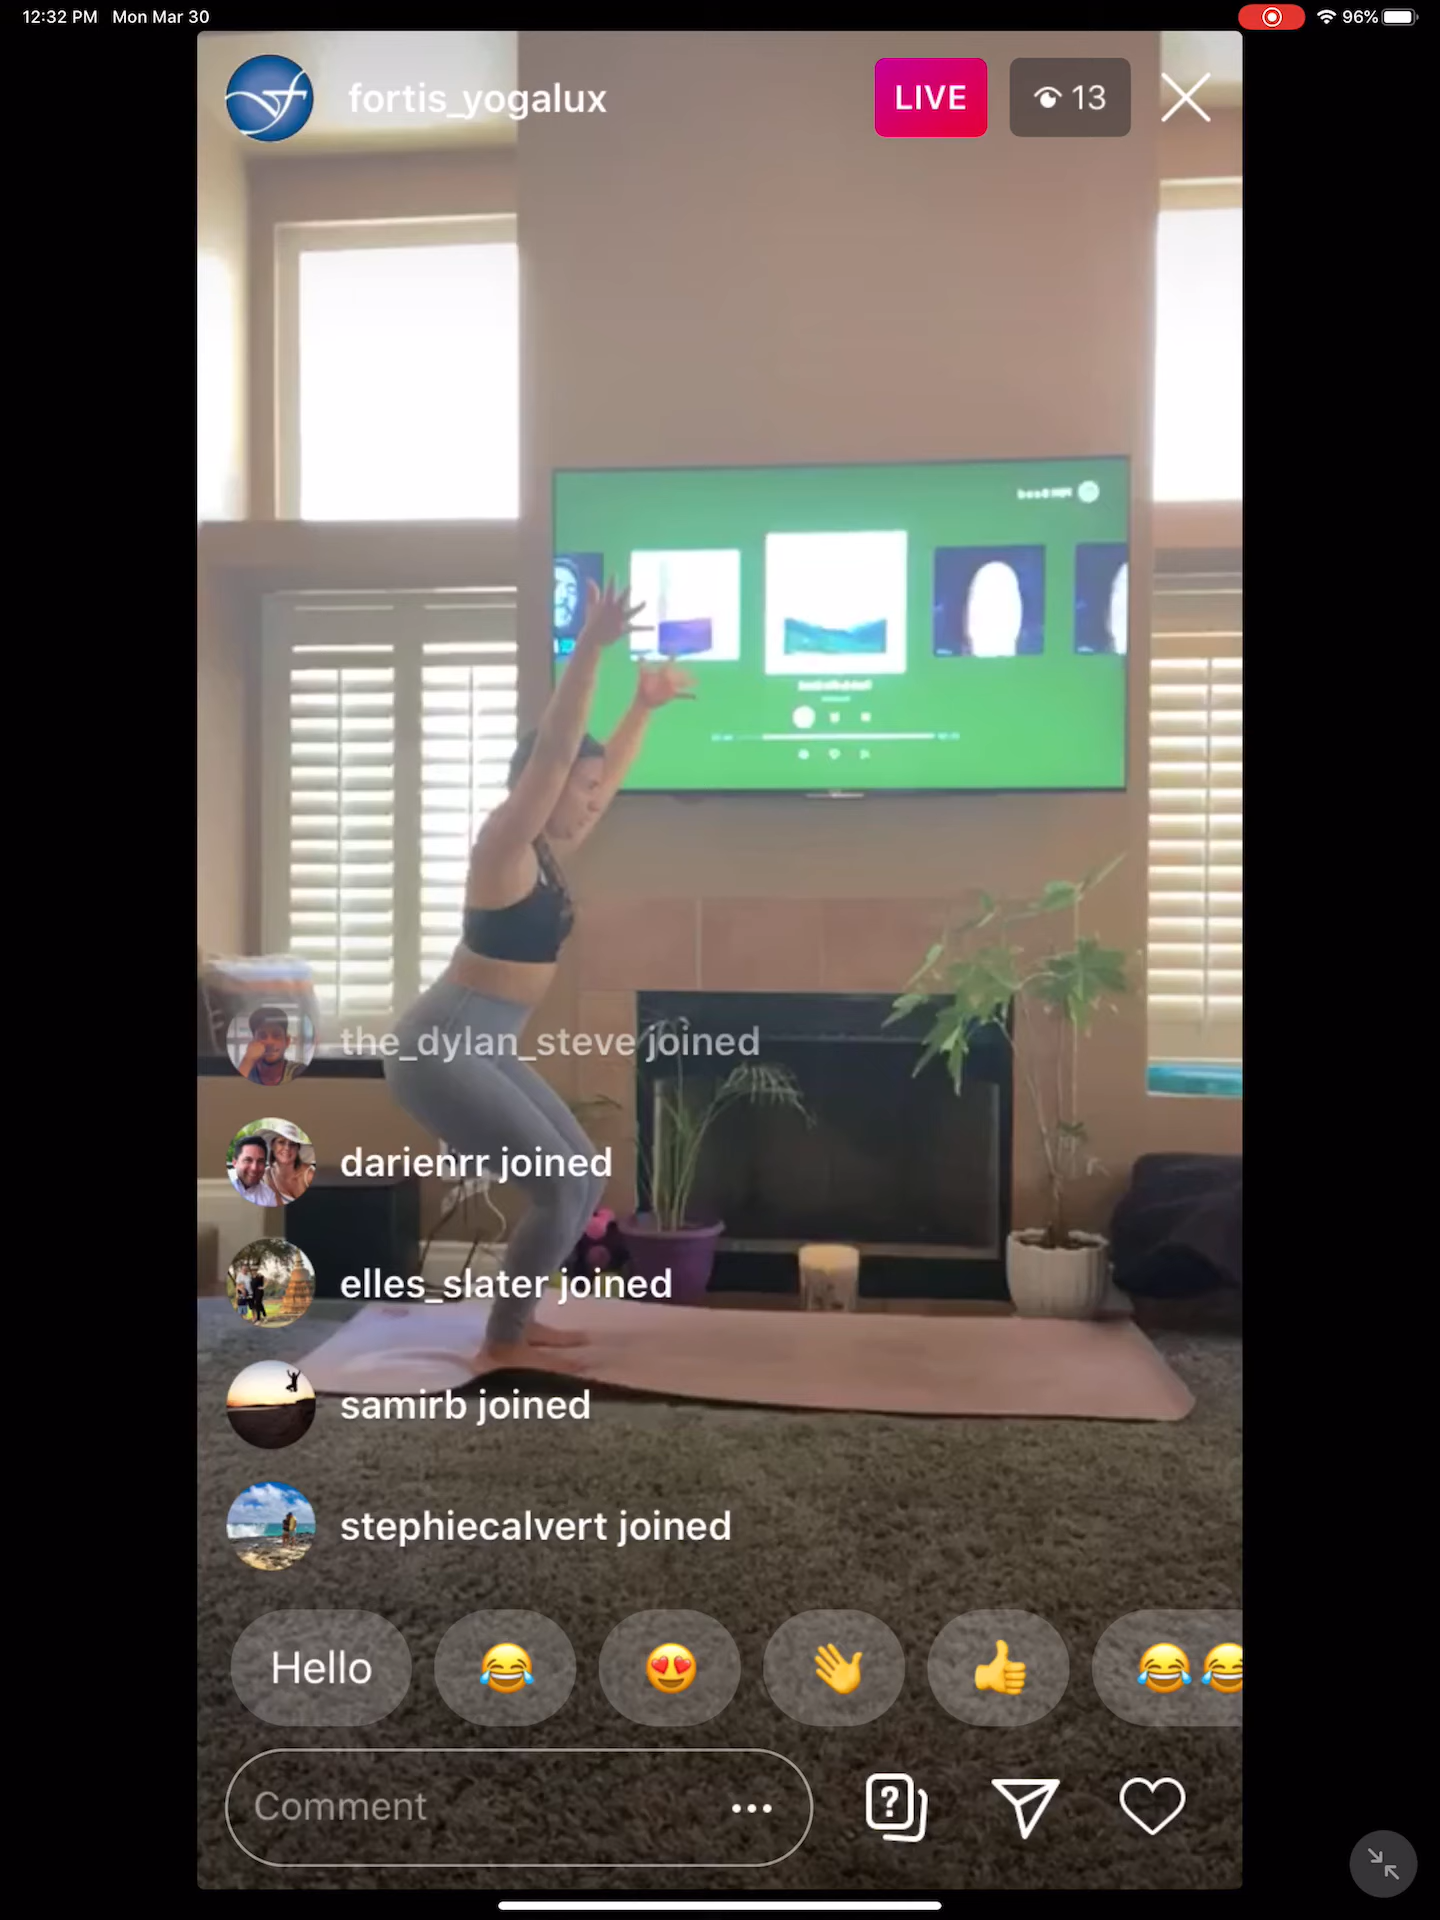 12:32 PM Mon Mar 30
96%
fortis_yogalux
LIVE
13
the_dylan_steve joined
darienrr joined
elles_slater joined
samirb joined
stephiecalvert joined
Hello
Comment